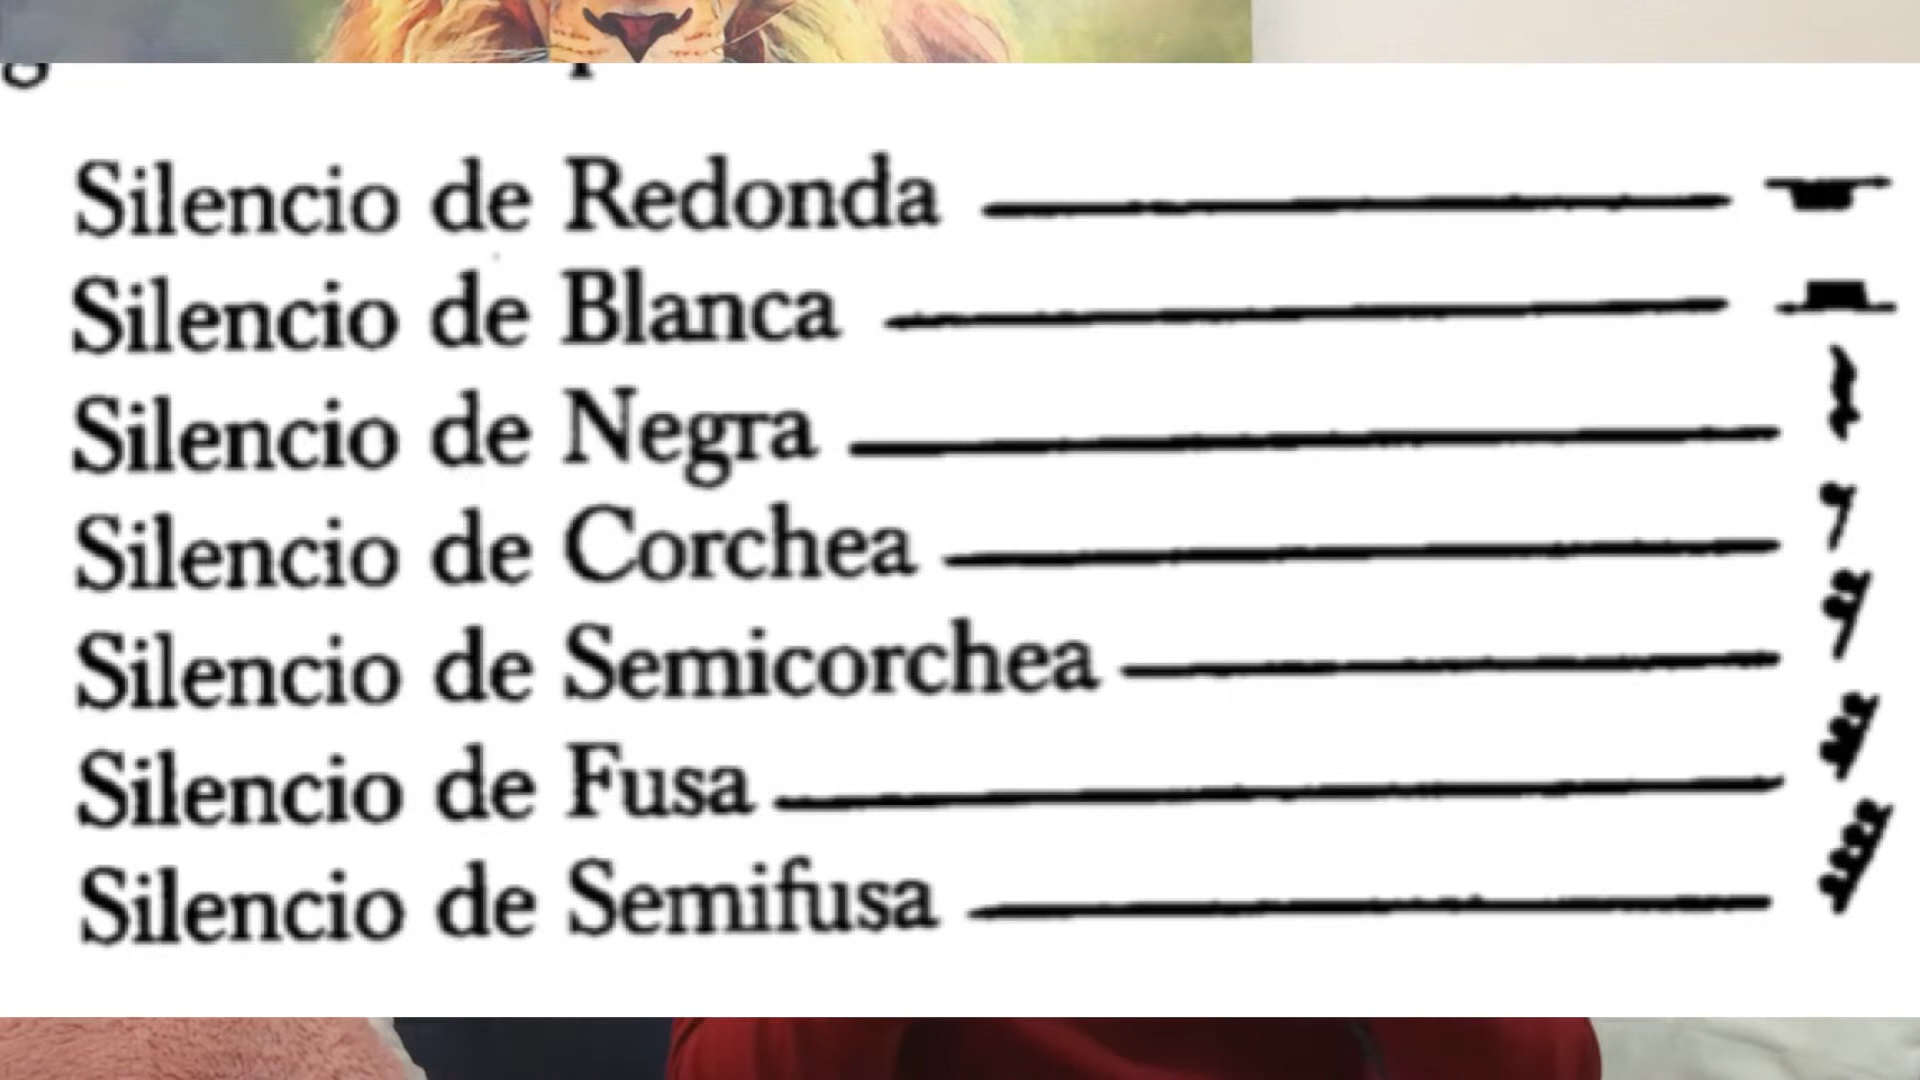 Silencio de Redonda
Silencio de Blanca
Silencio de Negra
Silencio de Corchea
Silencio de Semicorchea
Silencio de Fusa
Silencio de Semifusa